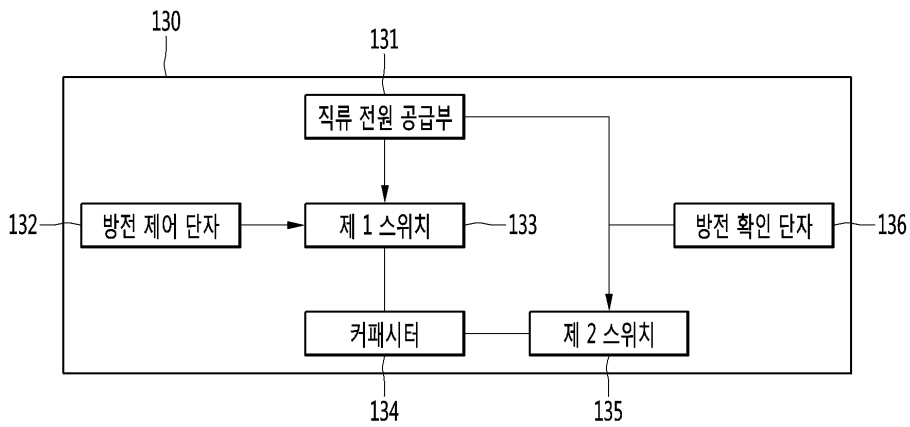 130
131
직류 전원 공급부
132
방전 제어 단자
제 1 스위치
133
방전 확인 단자
136
커패시터
제 2 스위치
134
135